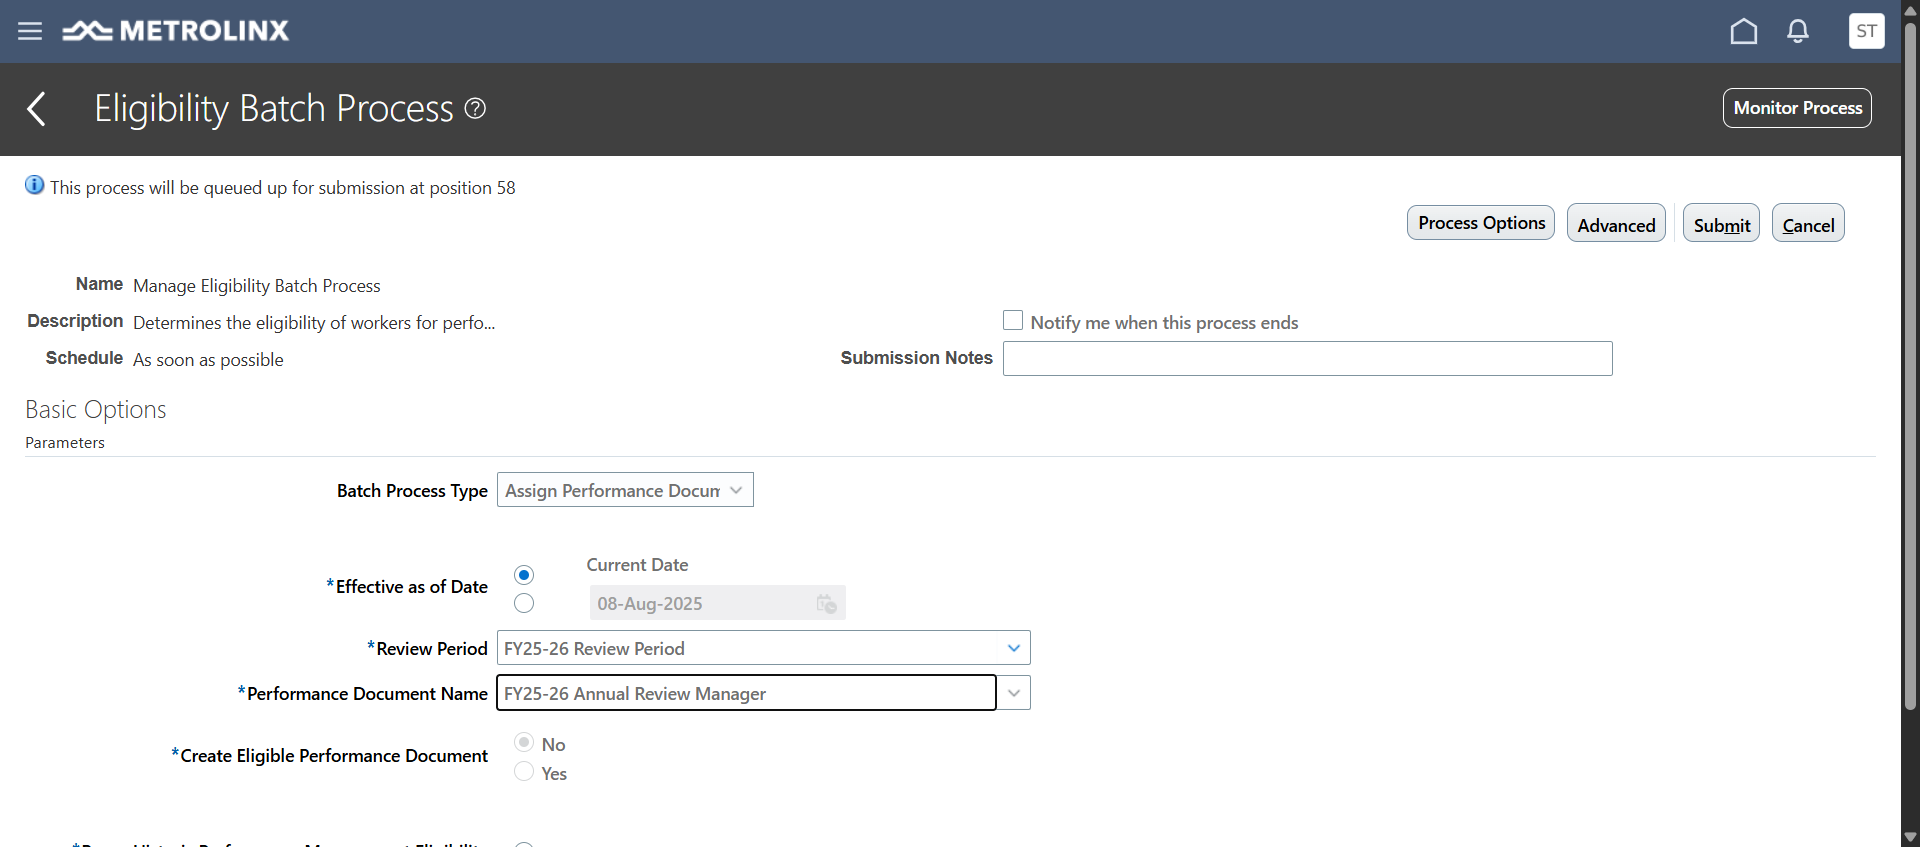 METROLINX
ST
Eligibility Batch Process
Monitor Process
This process will be queued up for submission at position 58
Process Options
Advanced
Submit
Cancel
Name Manage Eligibility Batch Process
Description Determines the eligibility of workers for perfo...
Notify me when this process ends
Schedule As soon as possible
Submission Notes
Basic Options
Parameters
Batch Process Type Assign Performance Docum
*Effective as of Date
Current Date
08-Aug-2025
*Review Period FY25-26 Review Period
*Performance Document Name FY25-26 Annual Review Manager
*Create Eligible Performance Document
No
Yes